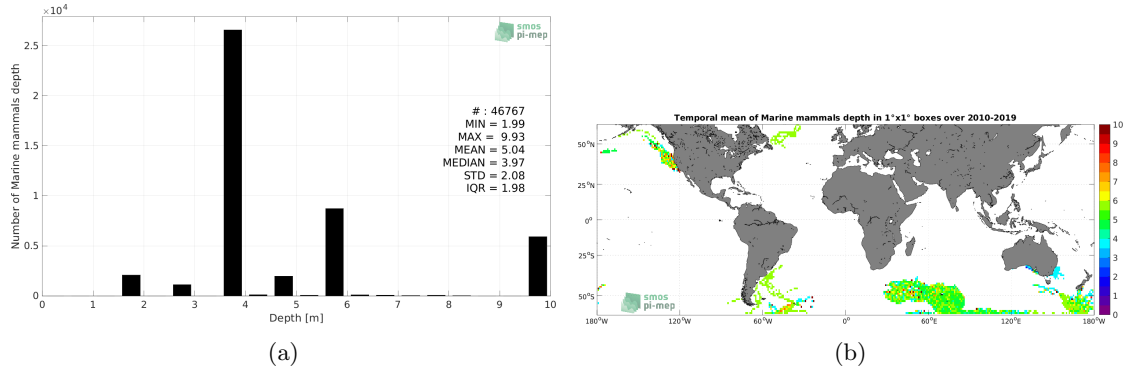 ×10⁴
2.5
2
1.5
1
0.5
0
Number of Marine mammals depth
0 1 2 3 4 5 6 7 8 9 10
Depth [m]
smos
pi-mep
# : 46767
MIN = 1.99
MAX = 9.93
MEAN = 5.04
MEDIAN = 3.97
STD = 2.08
IQR = 1.98
(a)
Temporal mean of Marine mammals depth in 1°x1° boxes over 2010-2019
50°N
25°N
0°
25°S
50°S
180°W 120°W 60°W 0° 60°E 120°E 180°E
smos
pi-mep
10
9
8
7
6
5
4
3
2
1
0
(b)